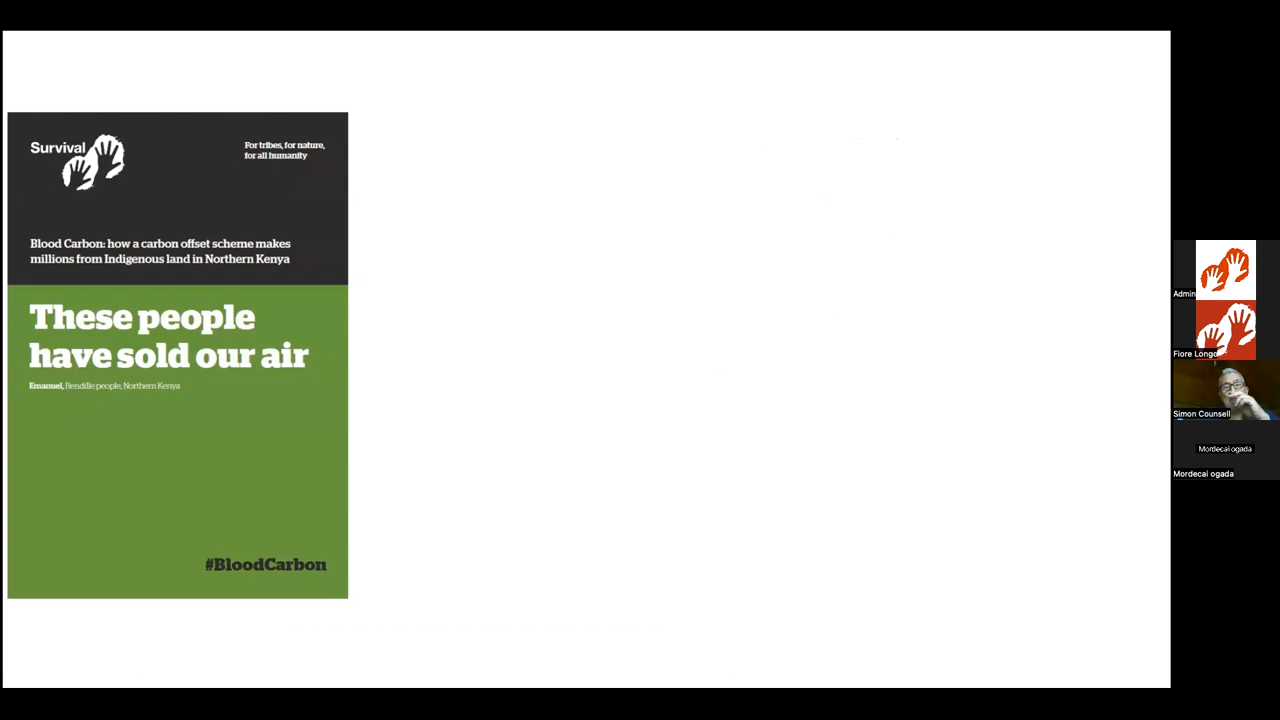 Survival
For tribes, for nature,
for all humanity
Blood Carbon: how a carbon offset scheme makes
millions from Indigenous land in Northern Kenya
These people
have sold our air
Emanuel, Rendille people, Northern Kenya
#BloodCarbon
Admin
Fiore Longo
Simon Counsell
Mordecai ogada
Mordecai ogada